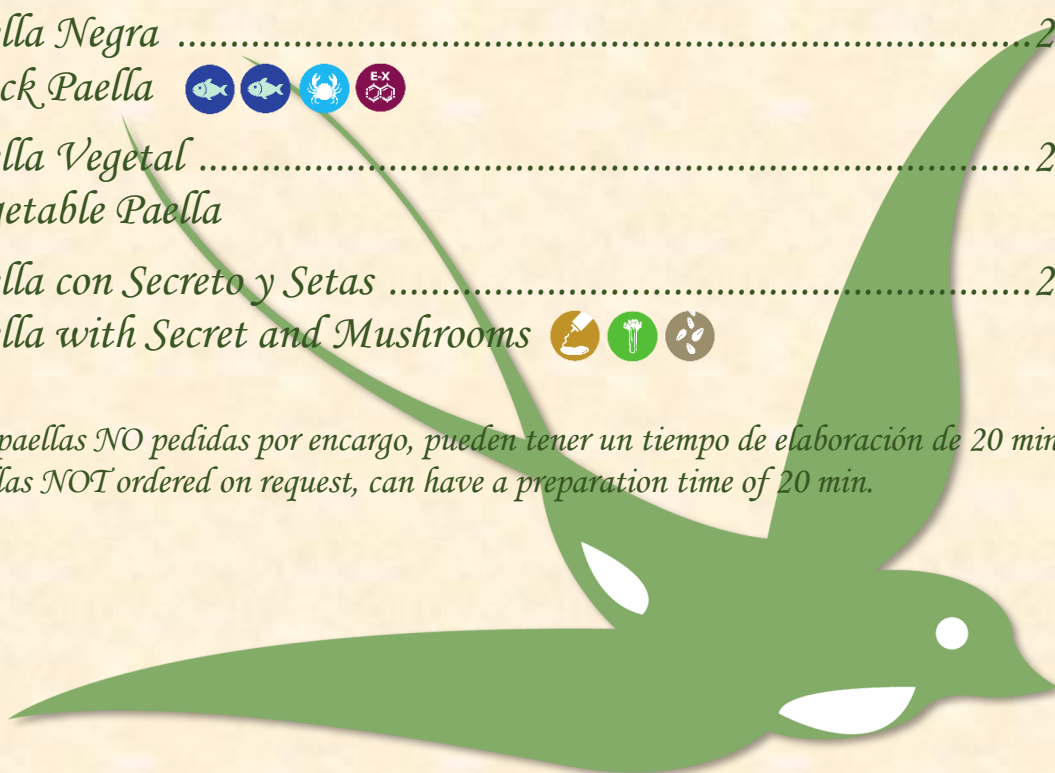 lla Negra ........................................................................................ 2
ck Paella E-X
lla Vegetal ..................................................................................... 2
getable Paella
lla con Secreto y Setas ................................................................ 2
lla with Secret and Mushrooms
paellas NO pedidas por encargo, pueden tener un tiempo de elaboración de 20 min
las NOT ordered on request, can have a preparation time of 20 min.